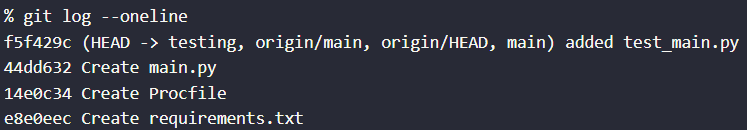 % git log --oneline
f5f429c (HEAD -> testing, origin/main, origin/HEAD, main) added test_main.py
44dd632 Create main.py
14e0c34 Create Procfile
e8e0eec Create requirements.txt